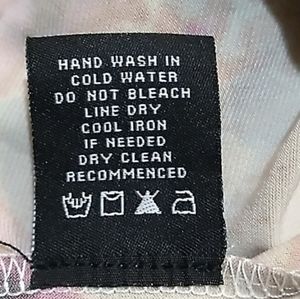 HAND WASH IN
COLD WATER
DO NOT BLEACH
LINE DRY
COOL IRON
IF NEEDED
DRY CLEAN
RECOMMENCED